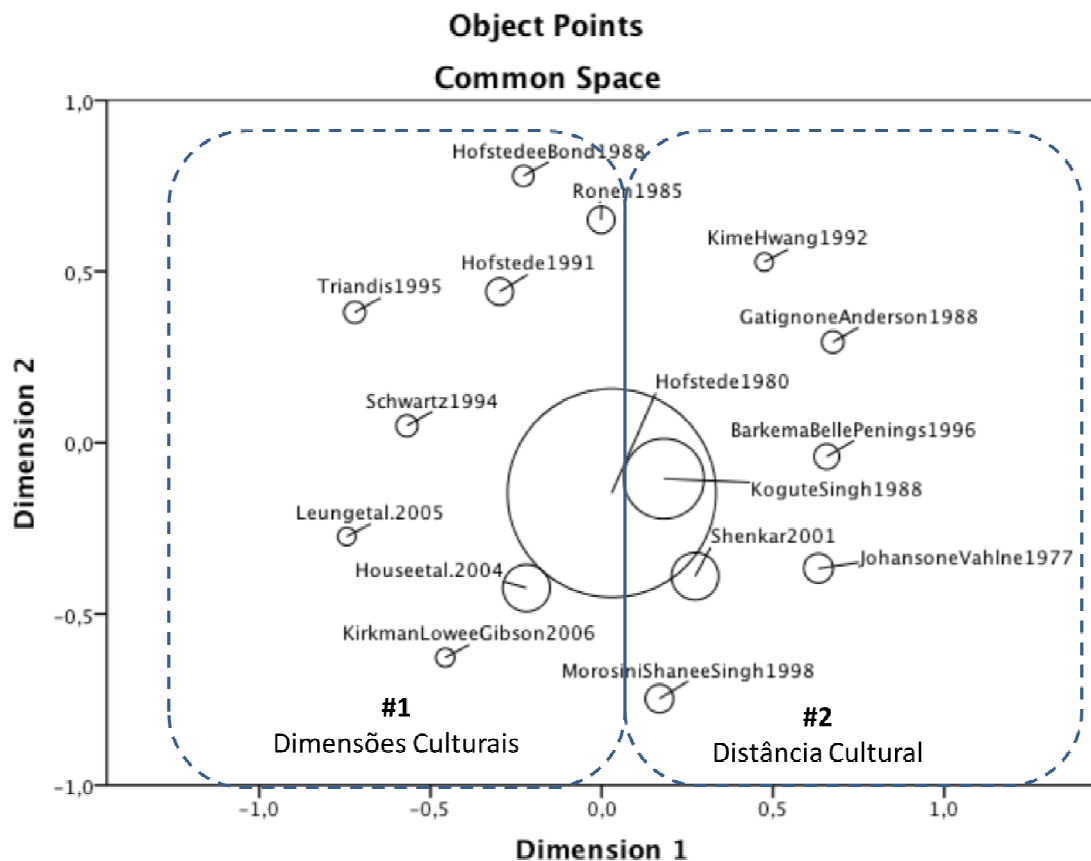 Object Points
Common Space
1,0
HofstedeeBond1988
Ronen1985
KimeHwang1992
Hofstede1991
0,5
Triandis1995
GatignoneAnderson1988
Hofstede1980
Schwartz1994
BarkemaBellePenings1996
0,0
Dimension 2
KoguteSingh1988
Leungetal.2005
Shenkar2001
JohansoneVahlne1977
Houseetal.2004
-0,5
KirkmanLoweeGibson2006
MorosiniShaneeSingh1998
#1
Dimensões Culturais
#2
Distância Cultural
-1,0
-1,0 -0,5 0,0 0,5 1,0
Dimension 1